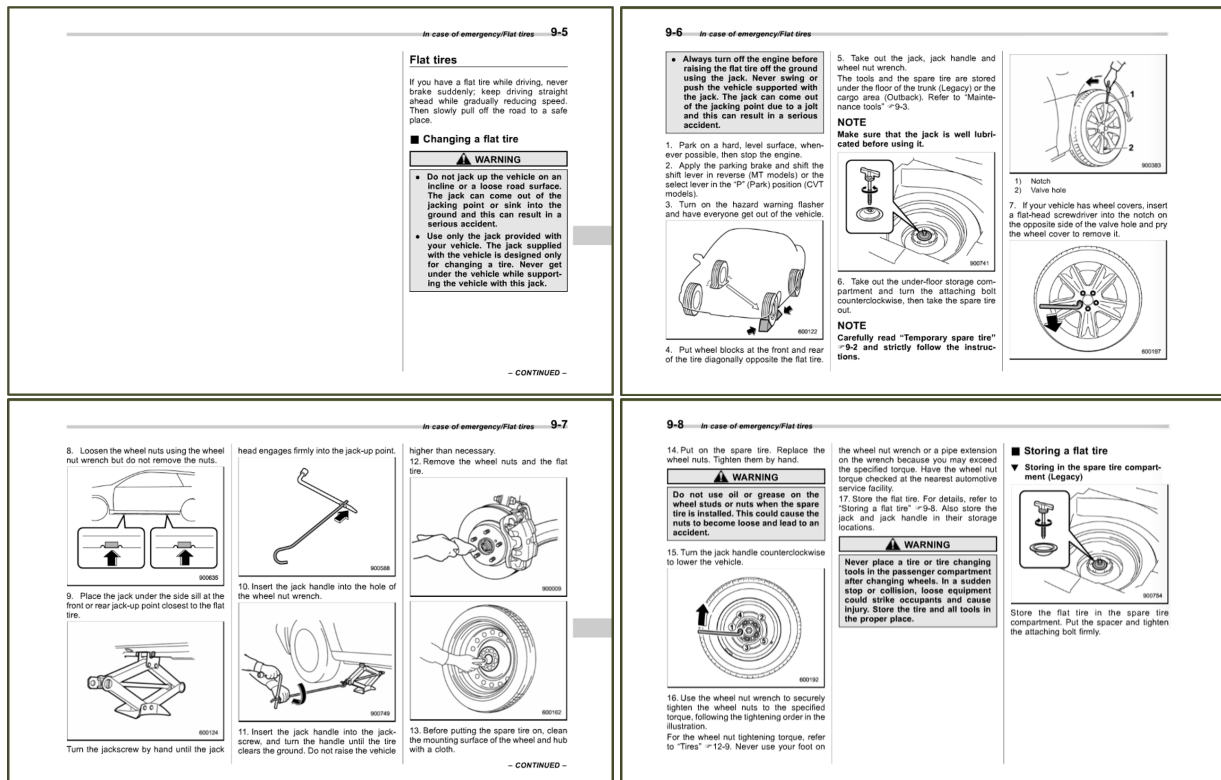 In case of emergency/Flat tires 9-5
Flat tires
If you have a flat tire while driving, never
brake suddenly; keep driving straight
ahead while gradually reducing speed.
Then slowly pull off the road to a safe
place.
■ Changing a flat tire
WARNING
• Do not jack up the vehicle on an
incline or a loose road surface.
The jack can come out of the
jacking point or sink into the
ground and this can result in a
serious accident.
• Use only the jack provided with
your vehicle. The jack supplied
with the vehicle is designed only
for changing a tire. Never get
under the vehicle while support-
ing the vehicle with this jack.
– CONTINUED –
9-6 In case of emergency/Flat tires
• Always turn off the engine before
raising the flat tire off the ground
using the jack. Never swing or
push the vehicle supported with
the jack. The jack can come out
of the jacking point due to a jolt
and this can result in a serious
accident.
1. Park on a hard, level surface, when-
ever possible, then stop the engine.
2. Apply the parking brake and shift the
shift lever in reverse (MT models) or the
select lever in the “P” (Park) position (CVT
models).
3. Turn on the hazard warning flasher
and have everyone get out of the vehicle.
600122
4. Put wheel blocks at the front and rear
of the tire diagonally opposite the flat tire.
5. Take out the jack, jack handle and
wheel nut wrench.
The tools and the spare tire are stored
under the floor of the trunk (Legacy) or the
cargo area (Outback). Refer to “Mainte-
nance tools” ☞9-3.
NOTE
Make sure that the jack is well lubri-
cated before using it.
900741
6. Take out the under-floor storage com-
partment and turn the attaching bolt
counterclockwise, then take the spare tire
out.
NOTE
Carefully read “Temporary spare tire”
☞9-2 and strictly follow the instruc-
tions.
1
2
900383
1) Notch
2) Valve hole
7. If your vehicle has wheel covers, insert
a flat-head screwdriver into the notch on
the opposite side of the valve hole and pry
the wheel cover to remove it.
600197
In case of emergency/Flat tires 9-7
8. Loosen the wheel nuts using the wheel
nut wrench but do not remove the nuts.
900635
9. Place the jack under the side sill at the
front or rear jack-up point closest to the flat
tire.
600124
Turn the jackscrew by hand until the jack
head engages firmly into the jack-up point.
900588
10. Insert the jack handle into the hole of
the wheel nut wrench.
900749
11. Insert the jack handle into the jack-
screw, and turn the handle until the tire
clears the ground. Do not raise the vehicle
higher than necessary.
12. Remove the wheel nuts and the flat
tire.
900009
600162
13. Before putting the spare tire on, clean
the mounting surface of the wheel and hub
with a cloth.
– CONTINUED –
9-8 In case of emergency/Flat tires
14. Put on the spare tire. Replace the
wheel nuts. Tighten them by hand.
WARNING
Do not use oil or grease on the
wheel studs or nuts when the spare
tire is installed. This could cause the
nuts to become loose and lead to an
accident.
15. Turn the jack handle counterclockwise
to lower the vehicle.
4
1
2
5
3
600192
16. Use the wheel nut wrench to securely
tighten the wheel nuts to the specified
torque, following the tightening order in the
illustration.
For the wheel nut tightening torque, refer
to “Tires” ☞12-9. Never use your foot on
the wheel nut wrench or a pipe extension
on the wrench because you may exceed
the specified torque. Have the wheel nut
torque checked at the nearest automotive
service facility.
17. Store the flat tire. For details, refer to
“Storing a flat tire” ☞9-8. Also store the
jack and jack handle in their storage
locations.
WARNING
Never place a tire or tire changing
tools in the passenger compartment
after changing wheels. In a sudden
stop or collision, loose equipment
could strike occupants and cause
injury. Store the tire and all tools in
the proper place.
■ Storing a flat tire
▼ Storing in the spare tire compart-
ment (Legacy)
900754
Store the flat tire in the spare tire
compartment. Put the spacer and tighten
the attaching bolt firmly.